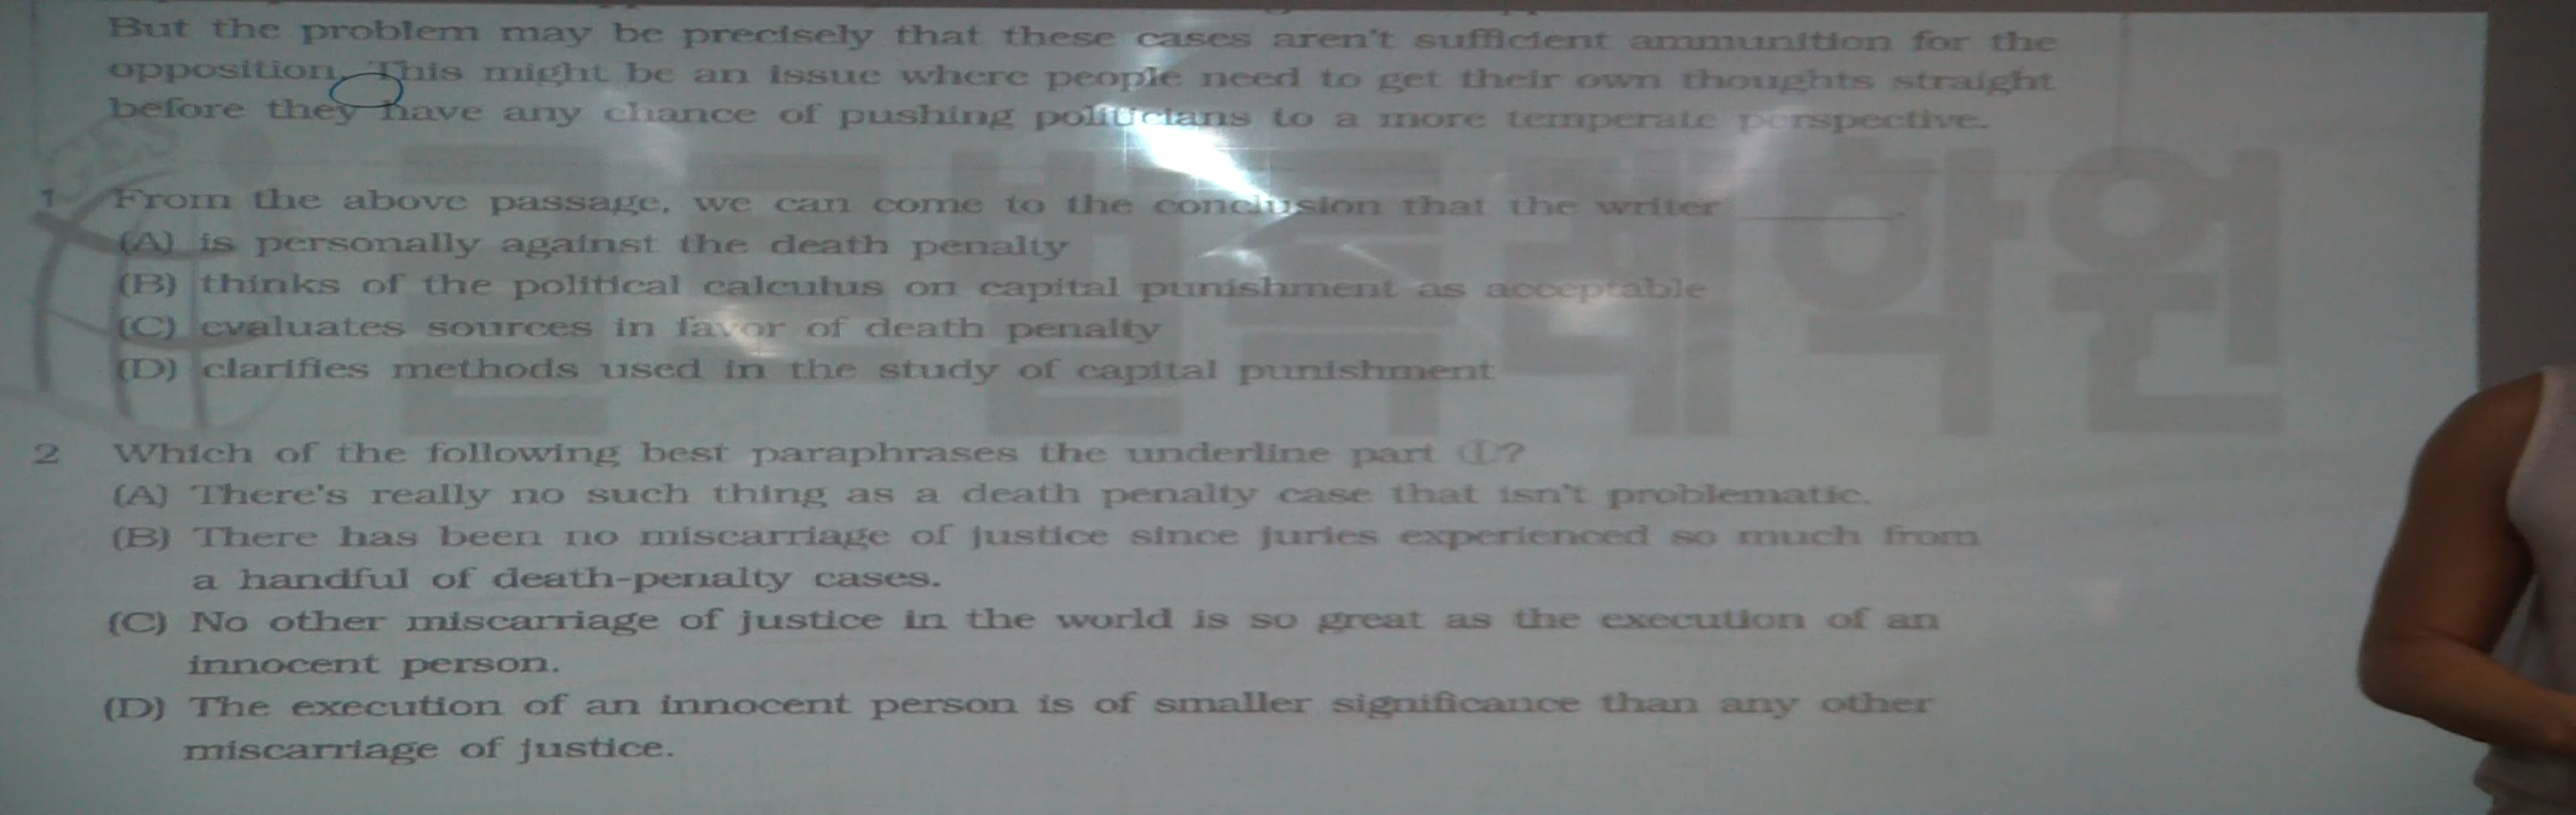 But the problem may be precisely that these cases aren't sufficient ammunition for the
opposition. This might be an issue where people need to get their own thoughts straight
before they have any chance of pushing politicians to a more temperate perspective.
1 From the above passage, we can come to the conclusion that the writer ________.
(A) is personally against the death penalty
(B) thinks of the political calculus on capital punishment as acceptable
(C) evaluates sources in favor of death penalty
(D) clarifies methods used in the study of capital punishment
2 Which of the following best paraphrases the underline part ①?
(A) There's really no such thing as a death penalty case that isn't problematic.
(B) There has been no miscarriage of justice since juries experienced so much from
a handful of death-penalty cases.
(C) No other miscarriage of justice in the world is so great as the execution of an
innocent person.
(D) The execution of an innocent person is of smaller significance than any other
miscarriage of justice.